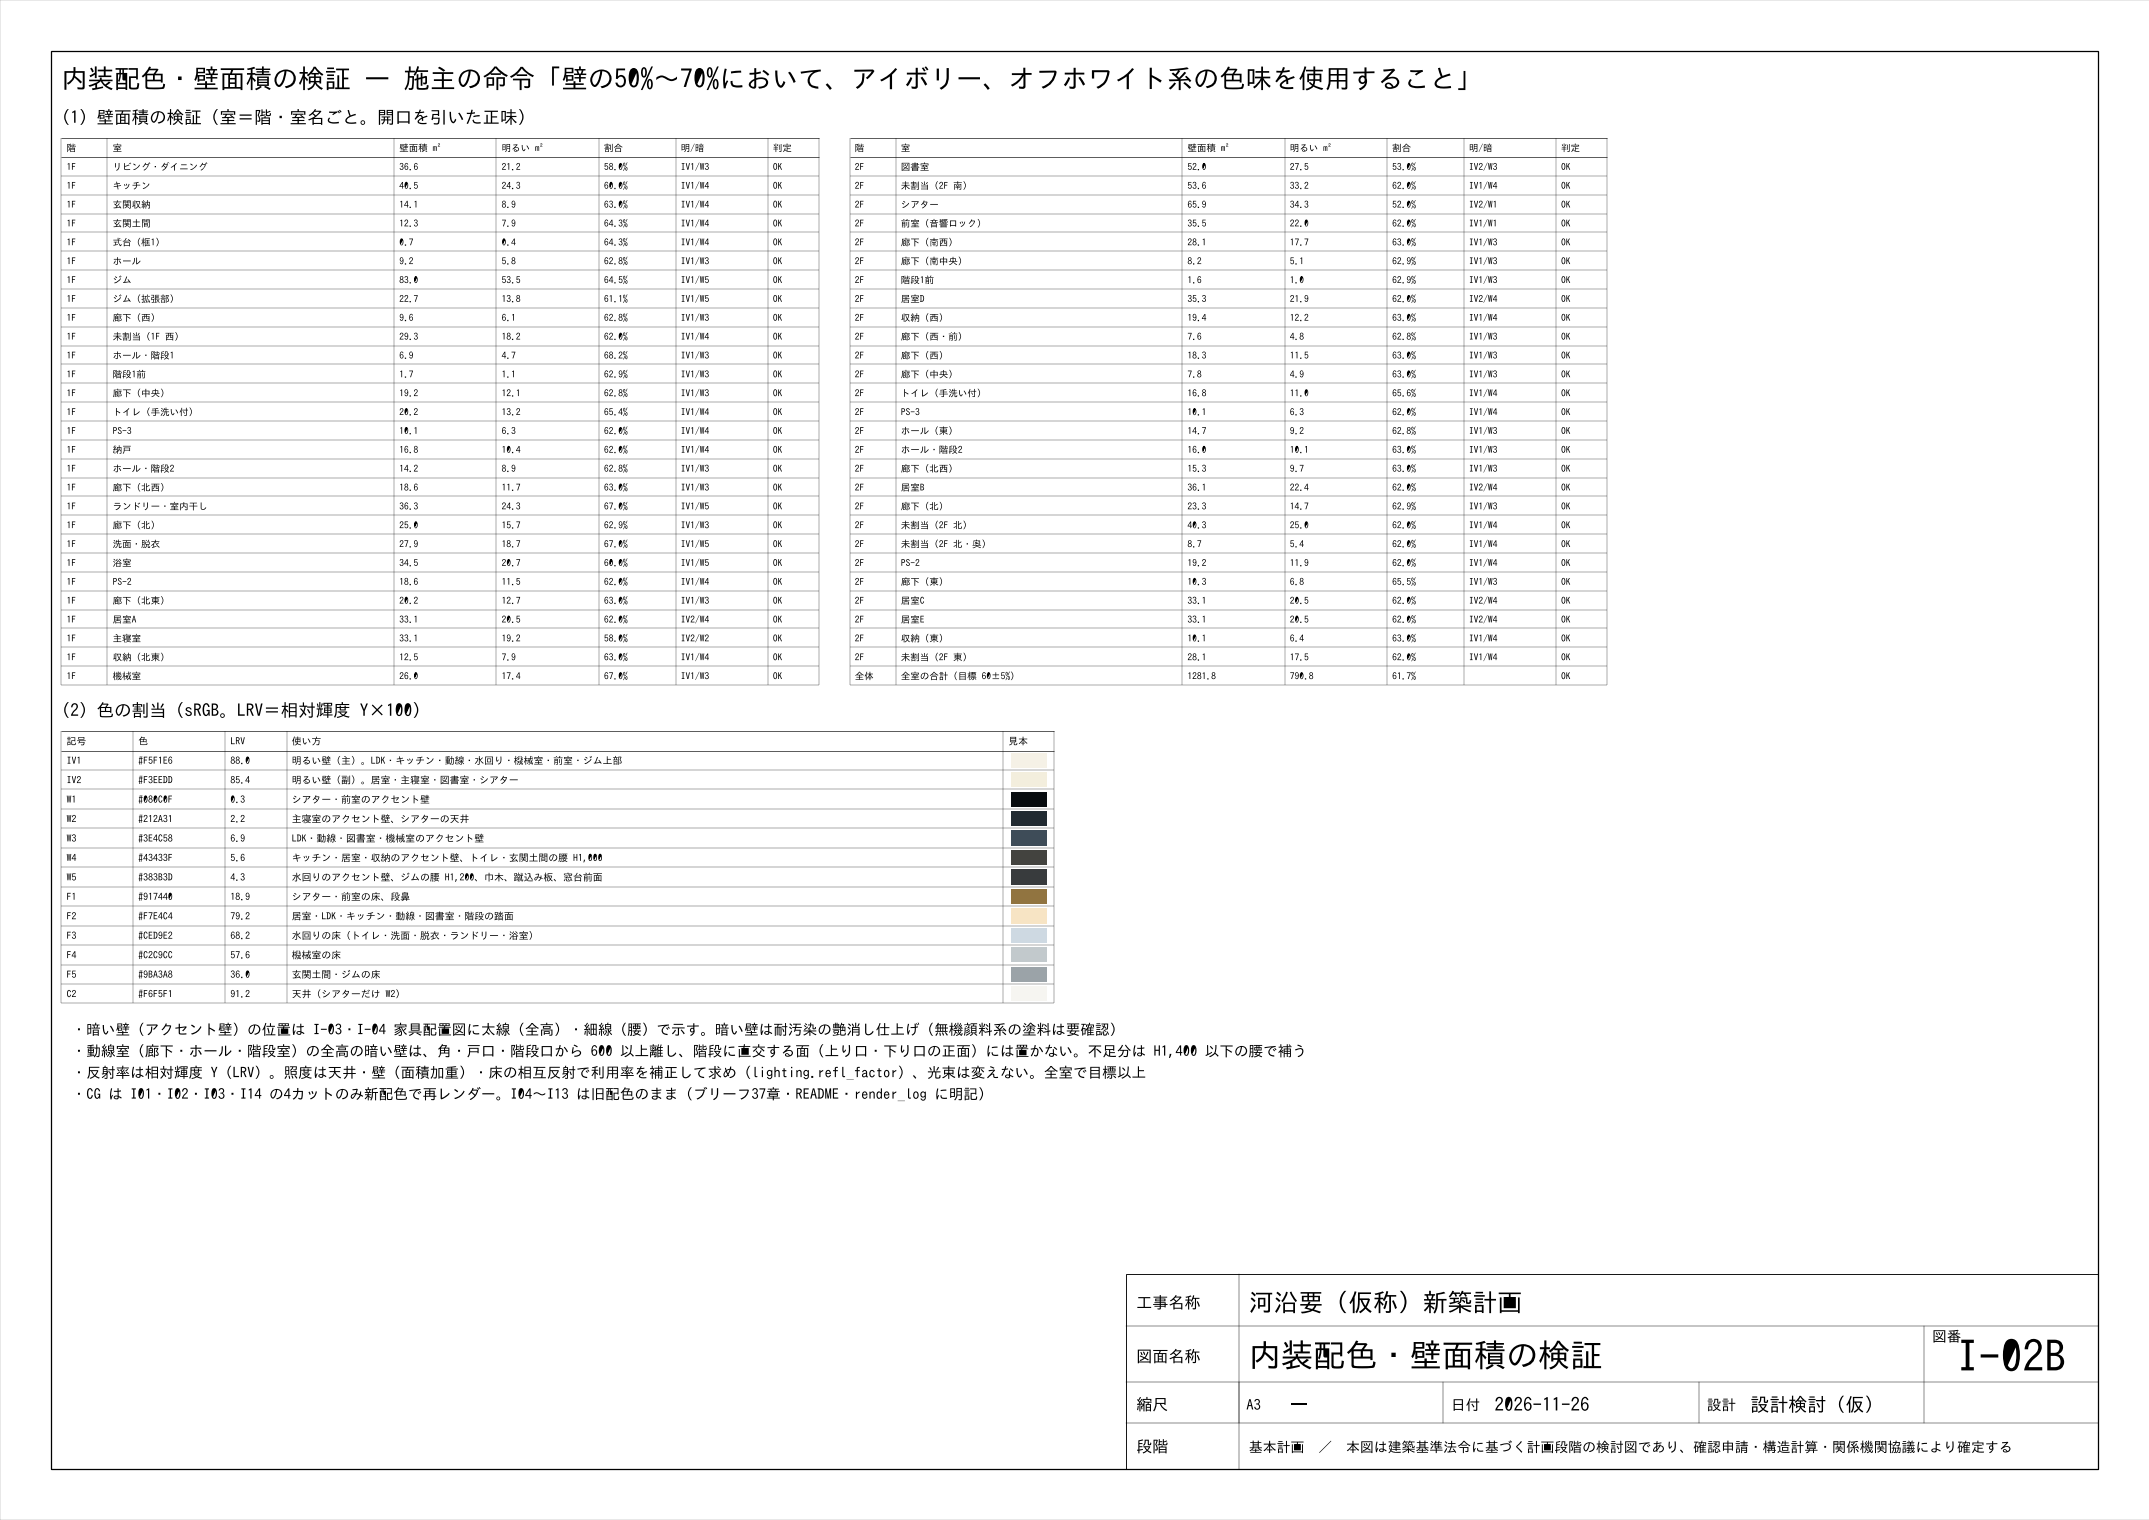 内装配色・壁面積の検証 ― 施主の命令「壁の50%～70%において、アイボリー、オフホワイト系の色味を使用すること」
(1) 壁面積の検証（室＝階・室名ごと。開口を引いた正味）
階 室 壁面積 ㎡ 明るい ㎡ 割合 明/暗 判定
1F リビング・ダイニング 36.6 21.2 58.0% IV1/W3 OK
1F キッチン 40.5 24.3 60.0% IV1/W4 OK
1F 玄関収納 14.1 8.9 63.0% IV1/W4 OK
1F 玄関土間 12.3 7.9 64.3% IV1/W4 OK
1F 式台（框1） 0.7 0.4 64.3% IV1/W4 OK
1F ホール 9.2 5.8 62.8% IV1/W3 OK
1F ジム 83.0 53.5 64.5% IV1/W5 OK
1F ジム（拡張部） 22.7 13.8 61.1% IV1/W5 OK
1F 廊下（西） 9.6 6.1 62.8% IV1/W3 OK
1F 未割当（1F 西） 29.3 18.2 62.0% IV1/W4 OK
1F ホール・階段1 6.9 4.7 68.2% IV1/W3 OK
1F 階段1前 1.7 1.1 62.9% IV1/W3 OK
1F 廊下（中央） 19.2 12.1 62.8% IV1/W3 OK
1F トイレ（手洗い付） 20.2 13.2 65.4% IV1/W4 OK
1F PS-3 10.1 6.3 62.0% IV1/W4 OK
1F 納戸 16.8 10.4 62.0% IV1/W4 OK
1F ホール・階段2 14.2 8.9 62.8% IV1/W3 OK
1F 廊下（北西） 18.6 11.7 63.0% IV1/W3 OK
1F ランドリー・室内干し 36.3 24.3 67.0% IV1/W5 OK
1F 廊下（北） 25.0 15.7 62.9% IV1/W3 OK
1F 洗面・脱衣 27.9 18.7 67.0% IV1/W5 OK
1F 浴室 34.5 20.7 60.0% IV1/W5 OK
1F PS-2 18.6 11.5 62.0% IV1/W4 OK
1F 廊下（北東） 20.2 12.7 63.0% IV1/W3 OK
1F 居室A 33.1 20.5 62.0% IV2/W4 OK
1F 主寝室 33.1 19.2 58.0% IV2/W2 OK
1F 収納（北東） 12.5 7.9 63.0% IV1/W4 OK
1F 機械室 26.0 17.4 67.0% IV1/W3 OK
階 室 壁面積 ㎡ 明るい ㎡ 割合 明/暗 判定
2F 図書室 52.0 27.5 53.0% IV2/W3 OK
2F 未割当（2F 南） 53.6 33.2 62.0% IV1/W4 OK
2F シアター 65.9 34.3 52.0% IV2/W1 OK
2F 前室（音響ロック） 35.5 22.0 62.0% IV1/W1 OK
2F 廊下（南西） 28.1 17.7 63.0% IV1/W3 OK
2F 廊下（南中央） 8.2 5.1 62.9% IV1/W3 OK
2F 階段1前 1.6 1.0 62.9% IV1/W3 OK
2F 居室D 35.3 21.9 62.0% IV2/W4 OK
2F 収納（西） 19.4 12.2 63.0% IV1/W4 OK
2F 廊下（西・前） 7.6 4.8 62.8% IV1/W3 OK
2F 廊下（西） 18.3 11.5 63.0% IV1/W3 OK
2F 廊下（中央） 7.8 4.9 63.0% IV1/W3 OK
2F トイレ（手洗い付） 16.8 11.0 65.6% IV1/W4 OK
2F PS-3 10.1 6.3 62.0% IV1/W4 OK
2F ホール（東） 14.7 9.2 62.8% IV1/W3 OK
2F ホール・階段2 16.0 10.1 63.0% IV1/W3 OK
2F 廊下（北西） 15.3 9.7 63.0% IV1/W3 OK
2F 居室B 36.1 22.4 62.0% IV2/W4 OK
2F 廊下（北） 23.3 14.7 62.9% IV1/W3 OK
2F 未割当（2F 北） 40.3 25.0 62.0% IV1/W4 OK
2F 未割当（2F 北・奥） 8.7 5.4 62.0% IV1/W4 OK
2F PS-2 19.2 11.9 62.0% IV1/W4 OK
2F 廊下（東） 10.3 6.8 65.5% IV1/W3 OK
2F 居室C 33.1 20.5 62.0% IV2/W4 OK
2F 居室E 33.1 20.5 62.0% IV2/W4 OK
2F 収納（東） 10.1 6.4 63.0% IV1/W4 OK
2F 未割当（2F 東） 28.1 17.5 62.0% IV1/W4 OK
全体 全室の合計（目標 60±5%） 1281.8 790.8 61.7% OK
(2) 色の割当（sRGB。LRV＝相対輝度 Y×100）
記号 色 LRV 使い方 見本
IV1 #F5F1E6 88.0 明るい壁（主）。LDK・キッチン・動線・水回り・機械室・前室・ジム上部
IV2 #F3EEDD 85.4 明るい壁（副）。居室・主寝室・図書室・シアター
W1 #080C0F 0.3 シアター・前室のアクセント壁
W2 #212A31 2.2 主寝室のアクセント壁、シアターの天井
W3 #3E4C58 6.9 LDK・動線・図書室・機械室のアクセント壁
W4 #43433F 5.6 キッチン・居室・収納のアクセント壁、トイレ・玄関土間の腰 H1,000
W5 #383B3D 4.3 水回りのアクセント壁、ジムの腰 H1,200、巾木、蹴込み板、窓台前面
F1 #917440 18.9 シアター・前室の床、段鼻
F2 #F7E4C4 79.2 居室・LDK・キッチン・動線・図書室・階段の踏面
F3 #CED9E2 68.2 水回りの床（トイレ・洗面・脱衣・ランドリー・浴室）
F4 #C2C9CC 57.6 機械室の床
F5 #9BA3A8 36.0 玄関土間・ジムの床
C2 #F6F5F1 91.2 天井（シアターだけ W2）
・暗い壁（アクセント壁）の位置は I-03・I-04 家具配置図に太線（全高）・細線（腰）で示す。暗い壁は耐汚染の艶消し仕上げ（無機顔料系の塗料は要確認）
・動線室（廊下・ホール・階段室）の全高の暗い壁は、角・戸口・階段口から 600 以上離し、階段に直交する面（上り口・下り口の正面）には置かない。不足分は H1,400 以下の腰で補う
・反射率は相対輝度 Y（LRV）。照度は天井・壁（面積加重）・床の相互反射で利用率を補正して求め（lighting.refl_factor）、光束は変えない。全室で目標以上
・CG は I01・I02・I03・I14 の4カットのみ新配色で再レンダー。I04～I13 は旧配色のまま（ブリーフ37章・README・render_log に明記）
工事名称 河沿要（仮称）新築計画
図面名称 内装配色・壁面積の検証 図番 I-02B
縮尺 A3 ― 日付 2026-11-26 設計 設計検討（仮）
段階 基本計画 ／ 本図は建築基準法令に基づく計画段階の検討図であり、確認申請・構造計算・関係機関協議により確定する